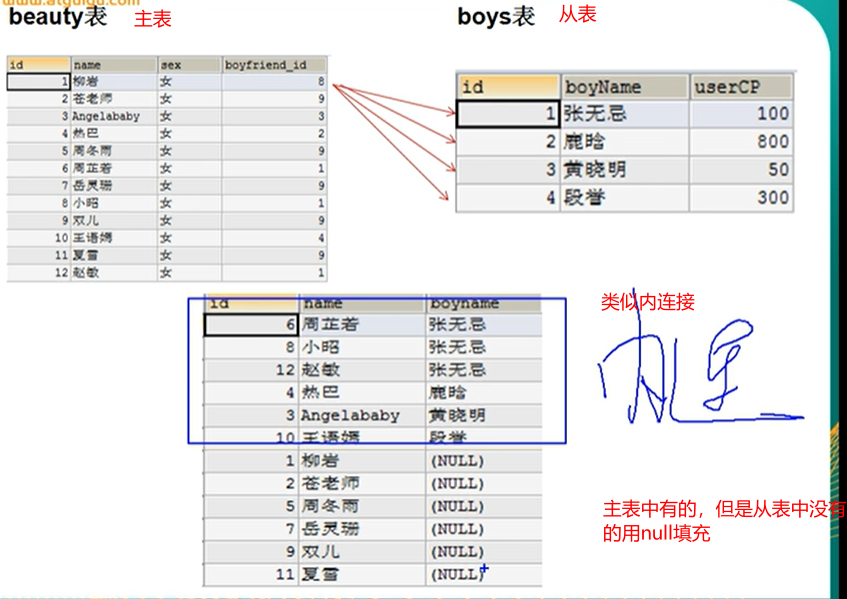 www.atguigu.com
beauty表 主表
boys表 从表
id name sex boyfriend_id
1 柳岩 女 8
2 苍老师 女 9
3 Angelababy 女 3
4 热巴 女 2
5 周冬雨 女 9
6 周芷若 女 1
7 岳灵珊 女 9
8 小昭 女 1
9 双儿 女 9
10 王语嫣 女 4
11 夏雪 女 9
12 赵敏 女 1
id boyName userCP
1 张无忌 100
2 鹿晗 800
3 黄晓明 50
4 段誉 300
id name boyname
6 周芷若 张无忌
8 小昭 张无忌
12 赵敏 张无忌
4 热巴 鹿晗
3 Angelababy 黄晓明
10 王语嫣 段誉
1 柳岩 (NULL)
2 苍老师 (NULL)
5 周冬雨 (NULL)
7 岳灵珊 (NULL)
9 双儿 (NULL)
11 夏雪 (NULL)
类似内连接
主表中有的，但是从表中没有
的用null填充